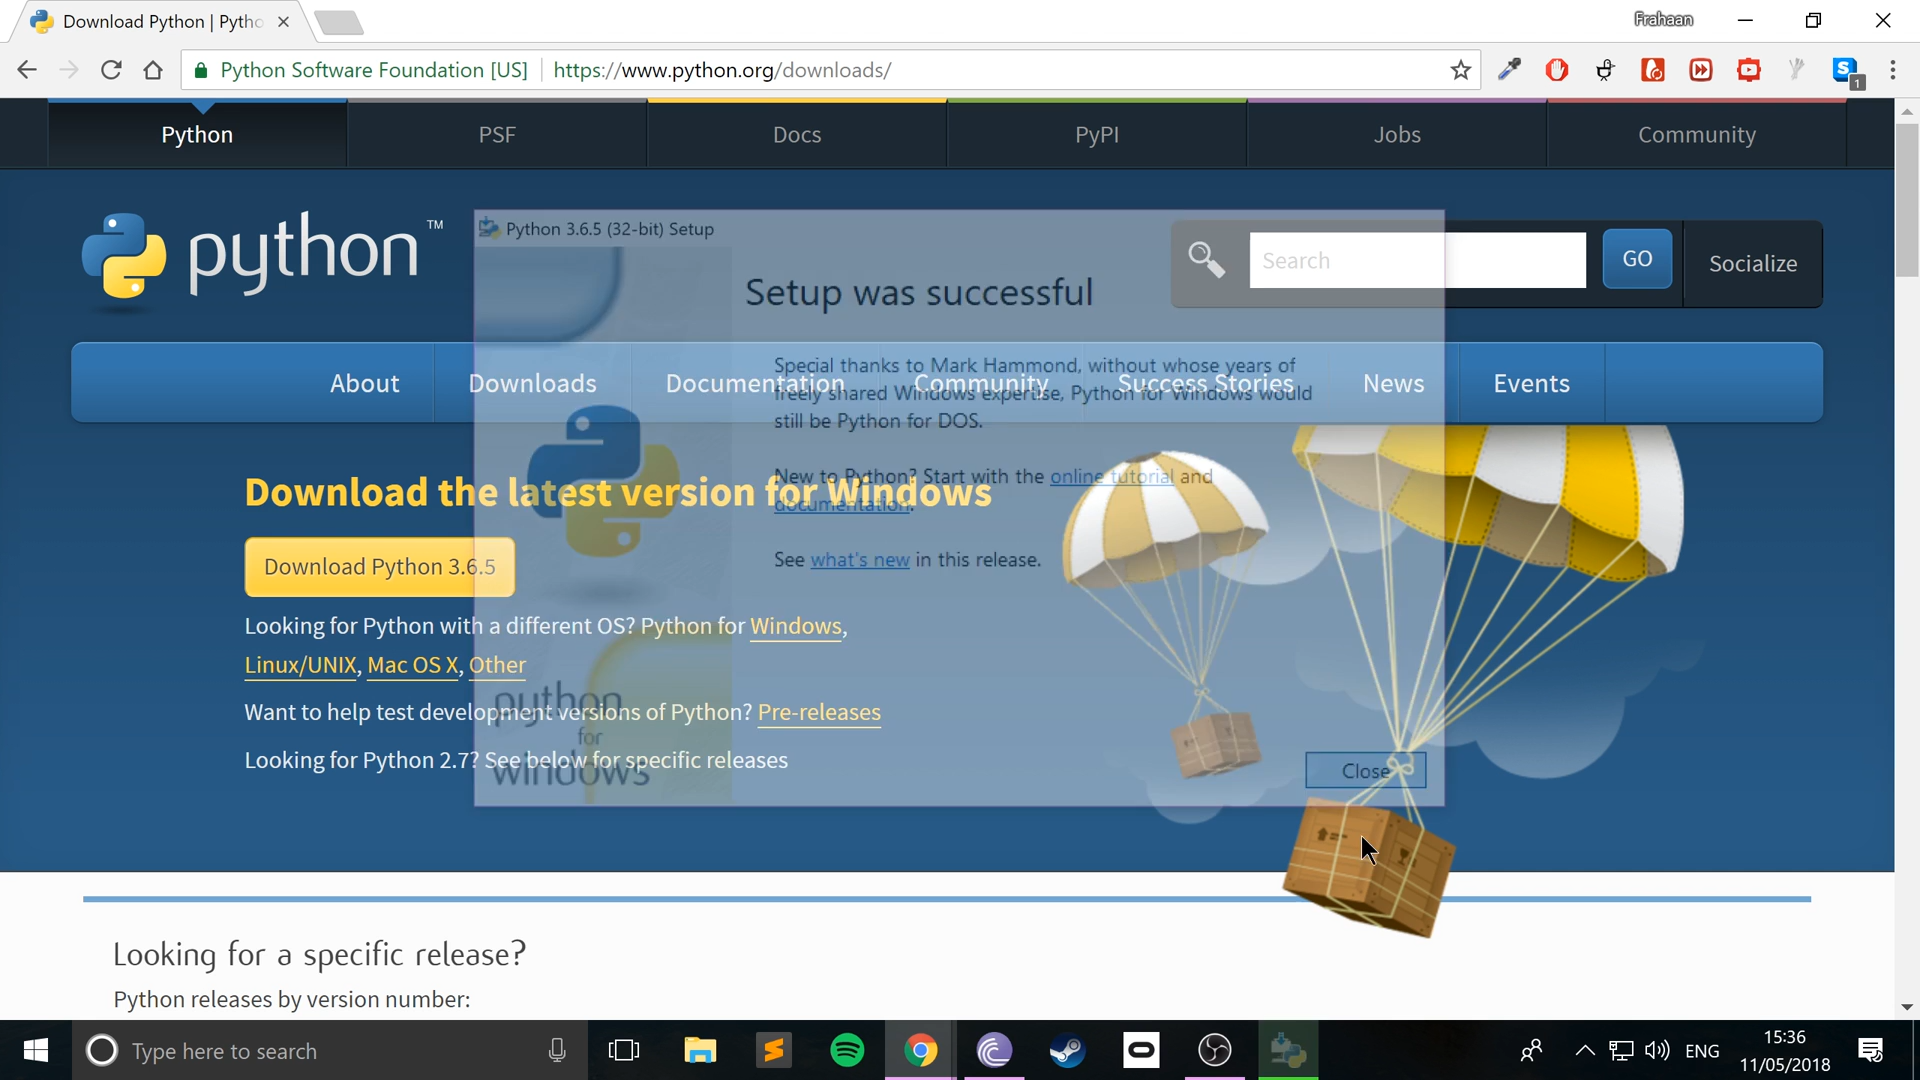 Download Python | Pytho
Frahaan
Python Software Foundation [US]
https://www.python.org/downloads/
1
Python
PSF
Docs
PyPI
Jobs
Community
python ™
Search
GO
Socialize
About
Downloads
Documentation
Community
Success Stories
News
Events
Download the latest version for Windows
Download Python 3.6.5
Looking for Python with a different OS? Python for Windows,
Linux/UNIX, Mac OS X, Other
Want to help test development versions of Python? Pre-releases
Looking for Python 2.7? See below for specific releases
Python 3.6.5 (32-bit) Setup
Setup was successful
Special thanks to Mark Hammond, without whose years of
freely shared Windows expertise, Python for Windows would
still be Python for DOS.
New to Python? Start with the online tutorial and
documentation.
See what's new in this release.
python
for
windows
Close
Looking for a specific release?
Python releases by version number:
Type here to search
ENG
15:36
11/05/2018